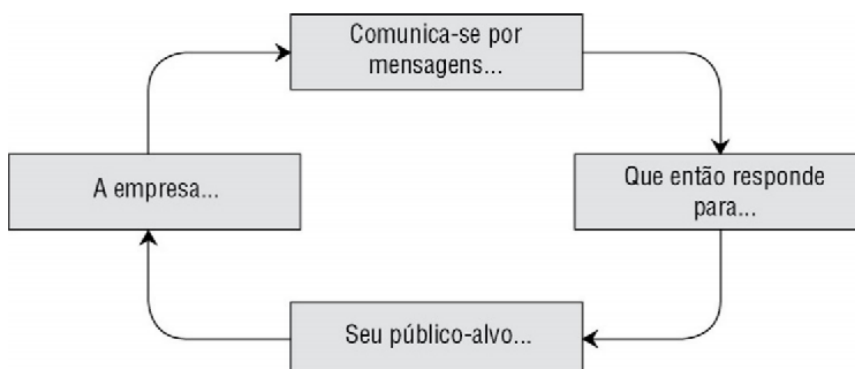 Comunica-se por
mensagens...
A empresa...
Que então responde
para...
Seu público-alvo...